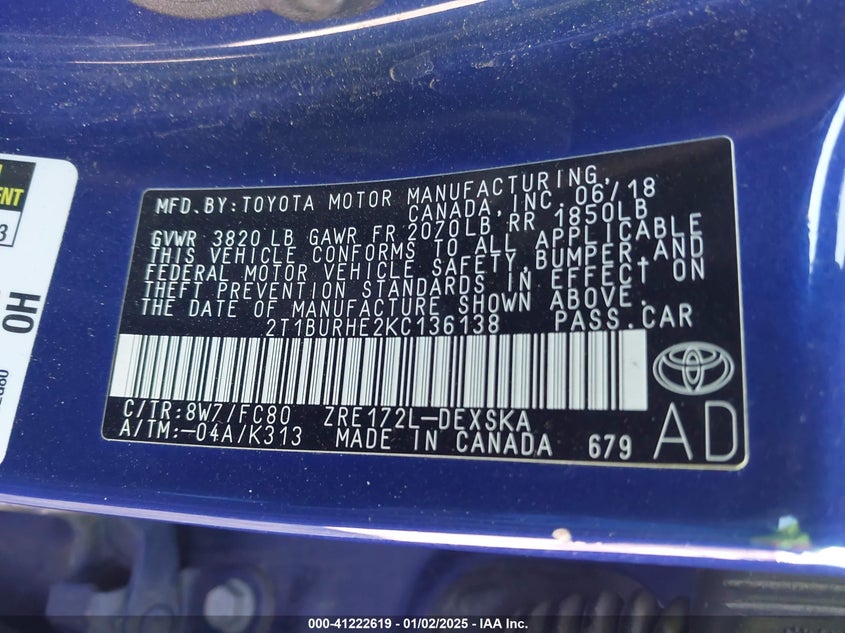 ENT
3
HO
MFD.BY:TOYOTA MOTOR MANUFACTURING,
CANADA, INC. 06/18
GVWR 3820 LB GAWR FR 2070LB, RR 1850LB
THIS VEHICLE CONFORMS TO ALL APPLICABLE
FEDERAL MOTOR VEHICLE SAFETY, BUMPER, AND
THEFT PREVENTION STANDARDS IN EFFECT ON
THE DATE OF MANUFACTURE SHOWN ABOVE.
2T1BURHE2KC136138 PASS.CAR
C/TR:8W7/FC80 ZRE172L-DEXSKA
A/TM:-04A/K313 MADE IN CANADA 679
AD
000-41222619 - 01/02/2025 - IAA Inc.